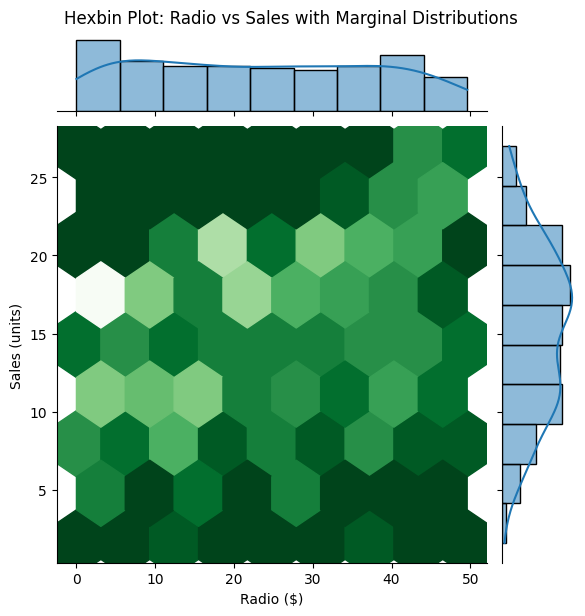 Hexbin Plot: Radio vs Sales with Marginal Distributions
25
20
15
10
5
Sales (units)
0 10 20 30 40 50
Radio ($)